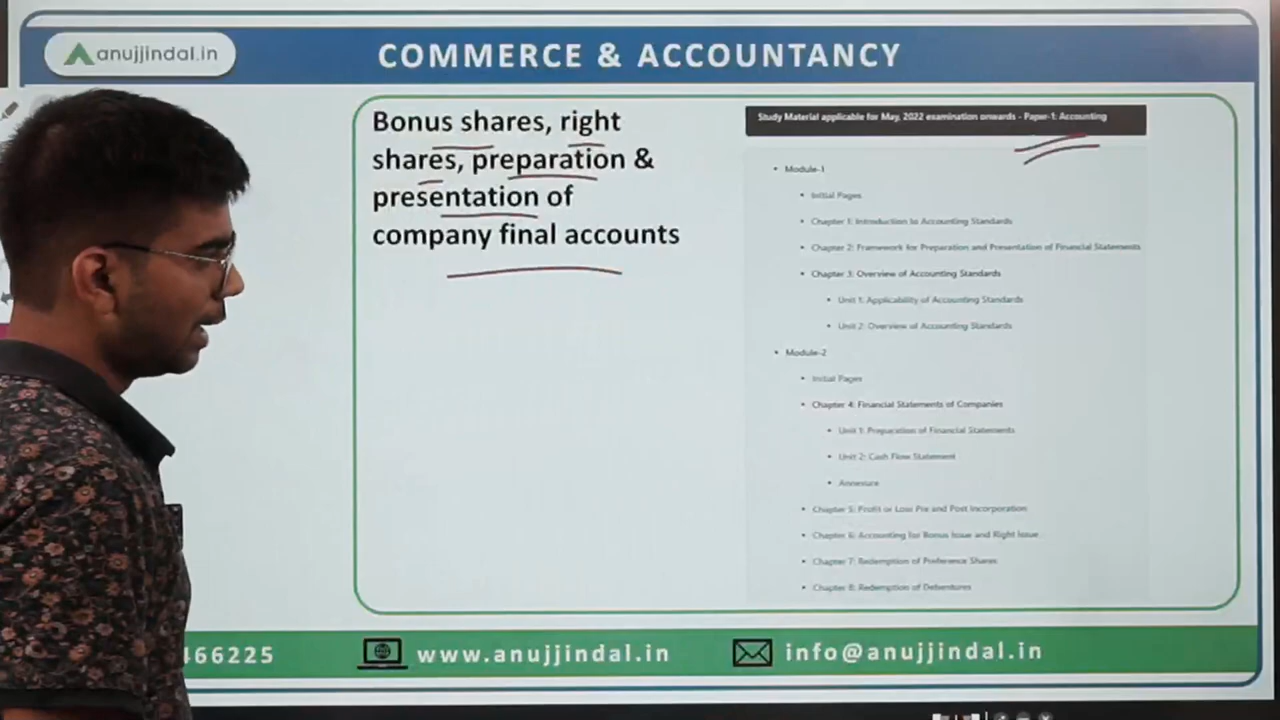 anujjindal.in
COMMERCE & ACCOUNTANCY
Bonus shares, right
shares, preparation &
presentation of
company final accounts
Study Material applicable for May, 2022 examination onwards - Paper-1: Accounting
Module-1
Initial Pages
Chapter 1: Introduction to Accounting Standards
Chapter 2: Framework for Preparation and Presentation of Financial Statements
Chapter 3: Overview of Accounting Standards
Unit 1: Applicability of Accounting Standards
Unit 2: Overview of Accounting Standards
Module-2
Initial Pages
Chapter 4: Financial Statements of Companies
Unit 1: Preparation of Financial Statements
Unit 2: Cash Flow Statement
Annexure
Chapter 5: Profit or Loss Pre and Post Incorporation
Chapter 6: Accounting for Bonus Issue and Right Issue
Chapter 7: Redemption of Preference Shares
Chapter 8: Redemption of Debentures
466225
www.anujjindal.in
info@anujjindal.in